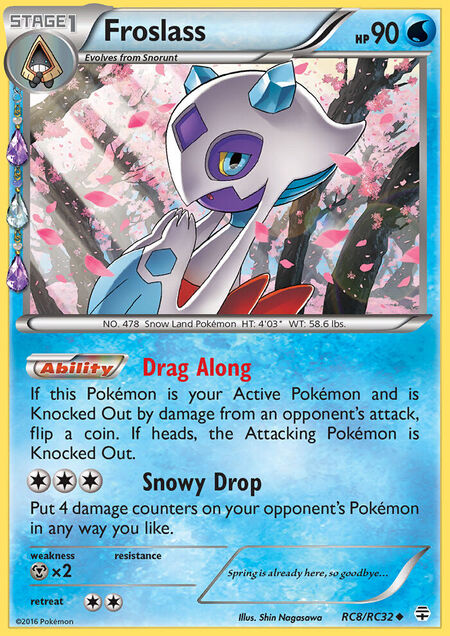 STAGE1
Froslass
HP 90
Evolves from Snorunt
NO. 478 Snow Land Pokémon HT: 4'03" WT: 58.6 lbs.
Ability Drag Along
If this Pokémon is your Active Pokémon and is
Knocked Out by damage from an opponent's attack,
flip a coin. If heads, the Attacking Pokémon is
Knocked Out.
Snowy Drop
Put 4 damage counters on your opponent's Pokémon
in any way you like.
weakness resistance
×2
Spring is already here, so goodbye...
retreat
©2016 Pokémon
Illus. Shin Nagasawa
RC8/RC32